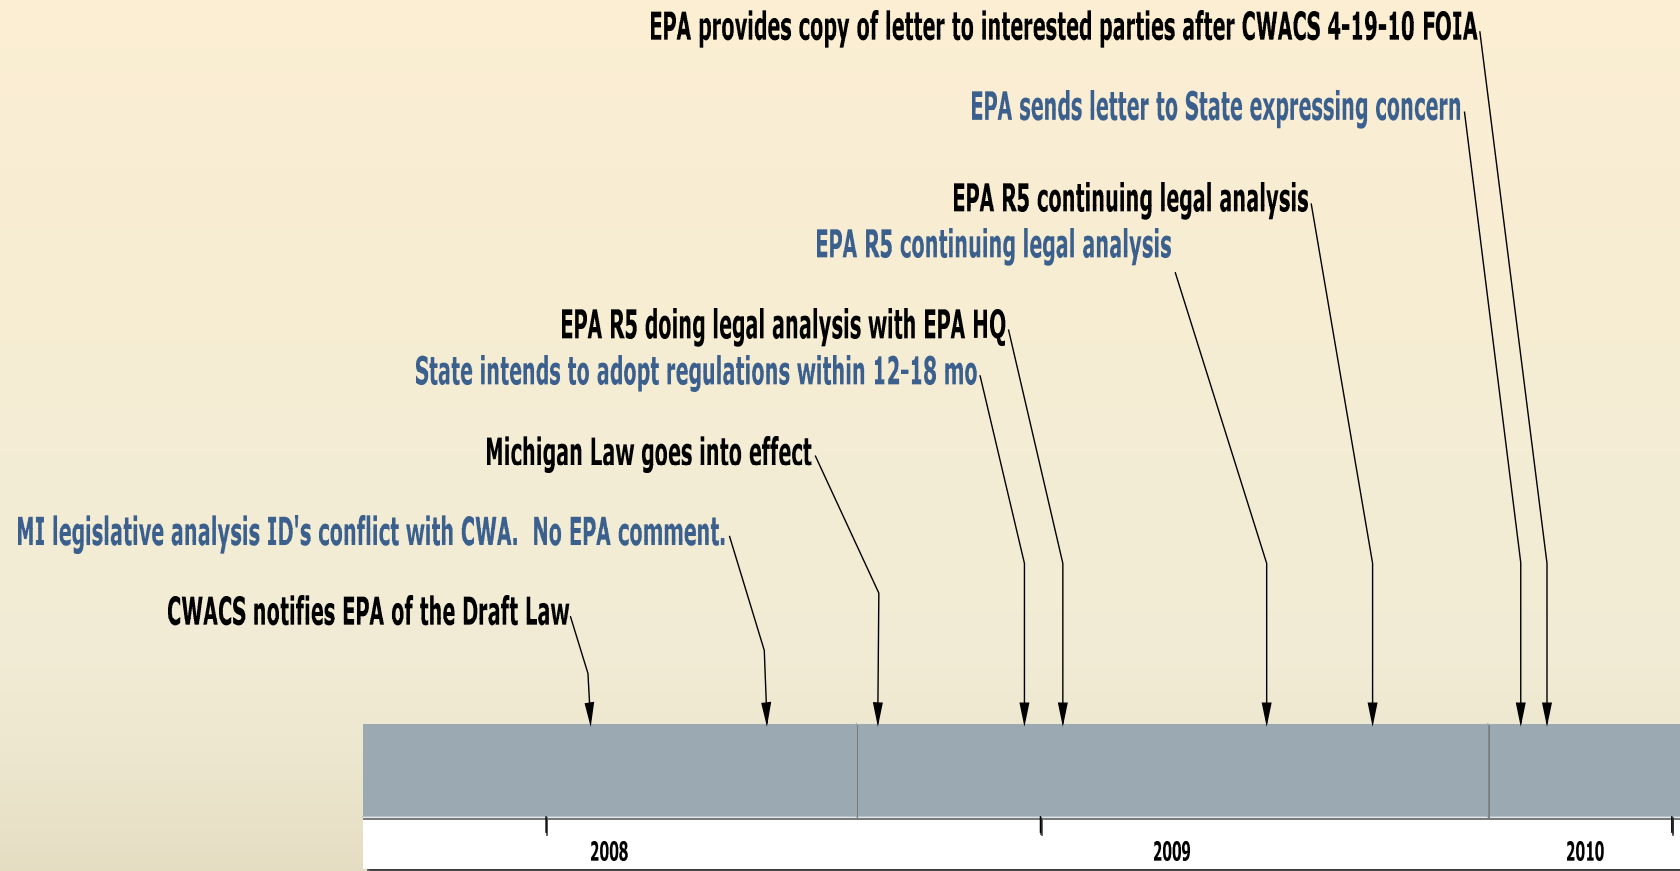 EPA provides copy of letter to interested parties after CWACS 4-19-10 FOIA
EPA sends letter to State expressing concern
EPA R5 continuing legal analysis
EPA R5 continuing legal analysis
EPA R5 doing legal analysis with EPA HQ
State intends to adopt regulations within 12-18 mo
Michigan Law goes into effect
MI legislative analysis ID's conflict with CWA.  No EPA comment.
CWACS notifies EPA of the Draft Law
2008 2009 2010